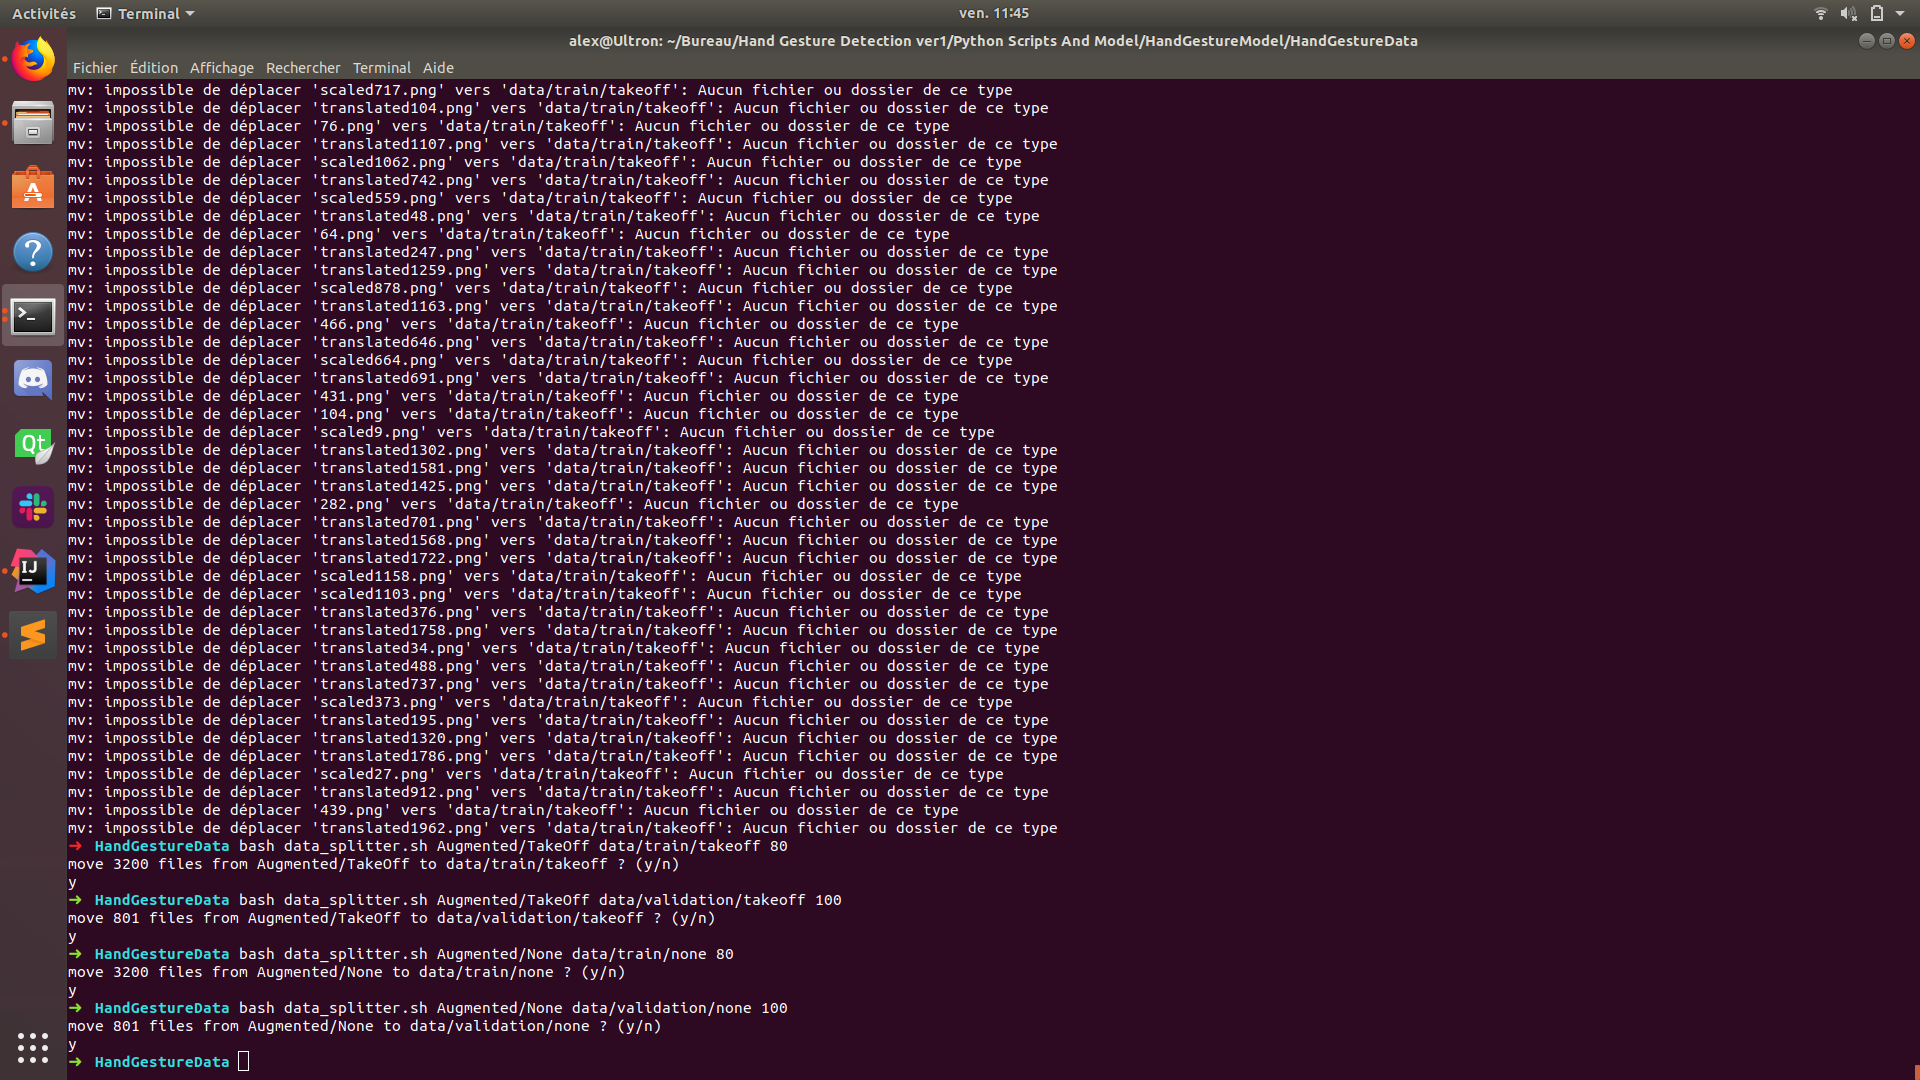 Activités Terminal ven. 11:45
alex@Ultron: ~/Bureau/Hand Gesture Detection ver1/Python Scripts And Model/HandGestureModel/HandGestureData
Fichier Édition Affichage Rechercher Terminal Aide
mv: impossible de déplacer 'scaled717.png' vers 'data/train/takeoff': Aucun fichier ou dossier de ce type
mv: impossible de déplacer 'translated104.png' vers 'data/train/takeoff': Aucun fichier ou dossier de ce type
mv: impossible de déplacer '76.png' vers 'data/train/takeoff': Aucun fichier ou dossier de ce type
mv: impossible de déplacer 'translated1107.png' vers 'data/train/takeoff': Aucun fichier ou dossier de ce type
mv: impossible de déplacer 'scaled1062.png' vers 'data/train/takeoff': Aucun fichier ou dossier de ce type
mv: impossible de déplacer 'translated742.png' vers 'data/train/takeoff': Aucun fichier ou dossier de ce type
mv: impossible de déplacer 'scaled559.png' vers 'data/train/takeoff': Aucun fichier ou dossier de ce type
mv: impossible de déplacer 'translated48.png' vers 'data/train/takeoff': Aucun fichier ou dossier de ce type
mv: impossible de déplacer '64.png' vers 'data/train/takeoff': Aucun fichier ou dossier de ce type
mv: impossible de déplacer 'translated247.png' vers 'data/train/takeoff': Aucun fichier ou dossier de ce type
mv: impossible de déplacer 'translated1259.png' vers 'data/train/takeoff': Aucun fichier ou dossier de ce type
mv: impossible de déplacer 'scaled878.png' vers 'data/train/takeoff': Aucun fichier ou dossier de ce type
mv: impossible de déplacer 'translated1163.png' vers 'data/train/takeoff': Aucun fichier ou dossier de ce type
mv: impossible de déplacer '466.png' vers 'data/train/takeoff': Aucun fichier ou dossier de ce type
mv: impossible de déplacer 'translated646.png' vers 'data/train/takeoff': Aucun fichier ou dossier de ce type
mv: impossible de déplacer 'scaled664.png' vers 'data/train/takeoff': Aucun fichier ou dossier de ce type
mv: impossible de déplacer 'translated691.png' vers 'data/train/takeoff': Aucun fichier ou dossier de ce type
mv: impossible de déplacer '431.png' vers 'data/train/takeoff': Aucun fichier ou dossier de ce type
mv: impossible de déplacer '104.png' vers 'data/train/takeoff': Aucun fichier ou dossier de ce type
mv: impossible de déplacer 'scaled9.png' vers 'data/train/takeoff': Aucun fichier ou dossier de ce type
mv: impossible de déplacer 'translated1302.png' vers 'data/train/takeoff': Aucun fichier ou dossier de ce type
mv: impossible de déplacer 'translated1581.png' vers 'data/train/takeoff': Aucun fichier ou dossier de ce type
mv: impossible de déplacer 'translated1425.png' vers 'data/train/takeoff': Aucun fichier ou dossier de ce type
mv: impossible de déplacer '282.png' vers 'data/train/takeoff': Aucun fichier ou dossier de ce type
mv: impossible de déplacer 'translated701.png' vers 'data/train/takeoff': Aucun fichier ou dossier de ce type
mv: impossible de déplacer 'translated1568.png' vers 'data/train/takeoff': Aucun fichier ou dossier de ce type
mv: impossible de déplacer 'translated1722.png' vers 'data/train/takeoff': Aucun fichier ou dossier de ce type
mv: impossible de déplacer 'scaled1158.png' vers 'data/train/takeoff': Aucun fichier ou dossier de ce type
mv: impossible de déplacer 'scaled1103.png' vers 'data/train/takeoff': Aucun fichier ou dossier de ce type
mv: impossible de déplacer 'translated376.png' vers 'data/train/takeoff': Aucun fichier ou dossier de ce type
mv: impossible de déplacer 'translated1758.png' vers 'data/train/takeoff': Aucun fichier ou dossier de ce type
mv: impossible de déplacer 'translated34.png' vers 'data/train/takeoff': Aucun fichier ou dossier de ce type
mv: impossible de déplacer 'translated488.png' vers 'data/train/takeoff': Aucun fichier ou dossier de ce type
mv: impossible de déplacer 'translated737.png' vers 'data/train/takeoff': Aucun fichier ou dossier de ce type
mv: impossible de déplacer 'scaled373.png' vers 'data/train/takeoff': Aucun fichier ou dossier de ce type
mv: impossible de déplacer 'translated195.png' vers 'data/train/takeoff': Aucun fichier ou dossier de ce type
mv: impossible de déplacer 'translated1320.png' vers 'data/train/takeoff': Aucun fichier ou dossier de ce type
mv: impossible de déplacer 'translated1786.png' vers 'data/train/takeoff': Aucun fichier ou dossier de ce type
mv: impossible de déplacer 'scaled27.png' vers 'data/train/takeoff': Aucun fichier ou dossier de ce type
mv: impossible de déplacer 'translated912.png' vers 'data/train/takeoff': Aucun fichier ou dossier de ce type
mv: impossible de déplacer '439.png' vers 'data/train/takeoff': Aucun fichier ou dossier de ce type
mv: impossible de déplacer 'translated1962.png' vers 'data/train/takeoff': Aucun fichier ou dossier de ce type
➜ HandGestureData bash data_splitter.sh Augmented/TakeOff data/train/takeoff 80
move 3200 files from Augmented/TakeOff to data/train/takeoff ? (y/n)
y
➜ HandGestureData bash data_splitter.sh Augmented/TakeOff data/validation/takeoff 100
move 801 files from Augmented/TakeOff to data/validation/takeoff ? (y/n)
y
➜ HandGestureData bash data_splitter.sh Augmented/None data/train/none 80
move 3200 files from Augmented/None to data/train/none ? (y/n)
y
➜ HandGestureData bash data_splitter.sh Augmented/None data/validation/none 100
move 801 files from Augmented/None to data/validation/none ? (y/n)
y
➜ HandGestureData